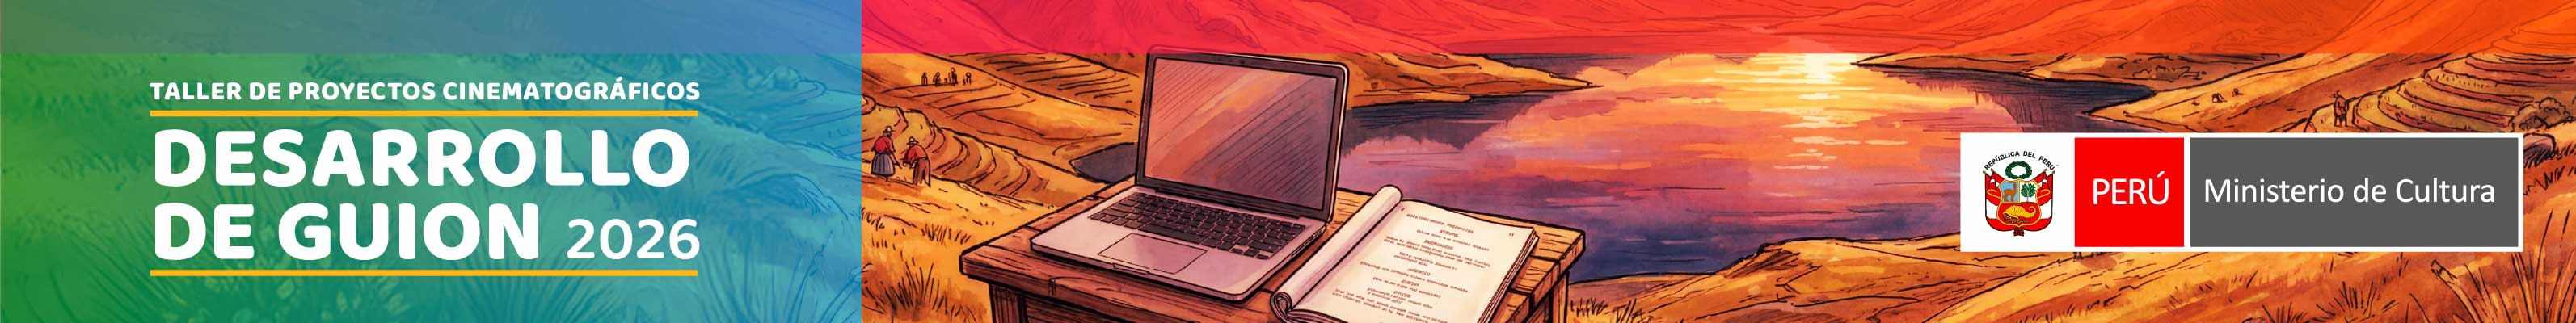 TALLER DE PROYECTOS CINEMATOGRÁFICOS
DESARROLLO
DE GUION 2026
REPÚBLICA DEL PERÚ
PERÚ
Ministerio de Cultura